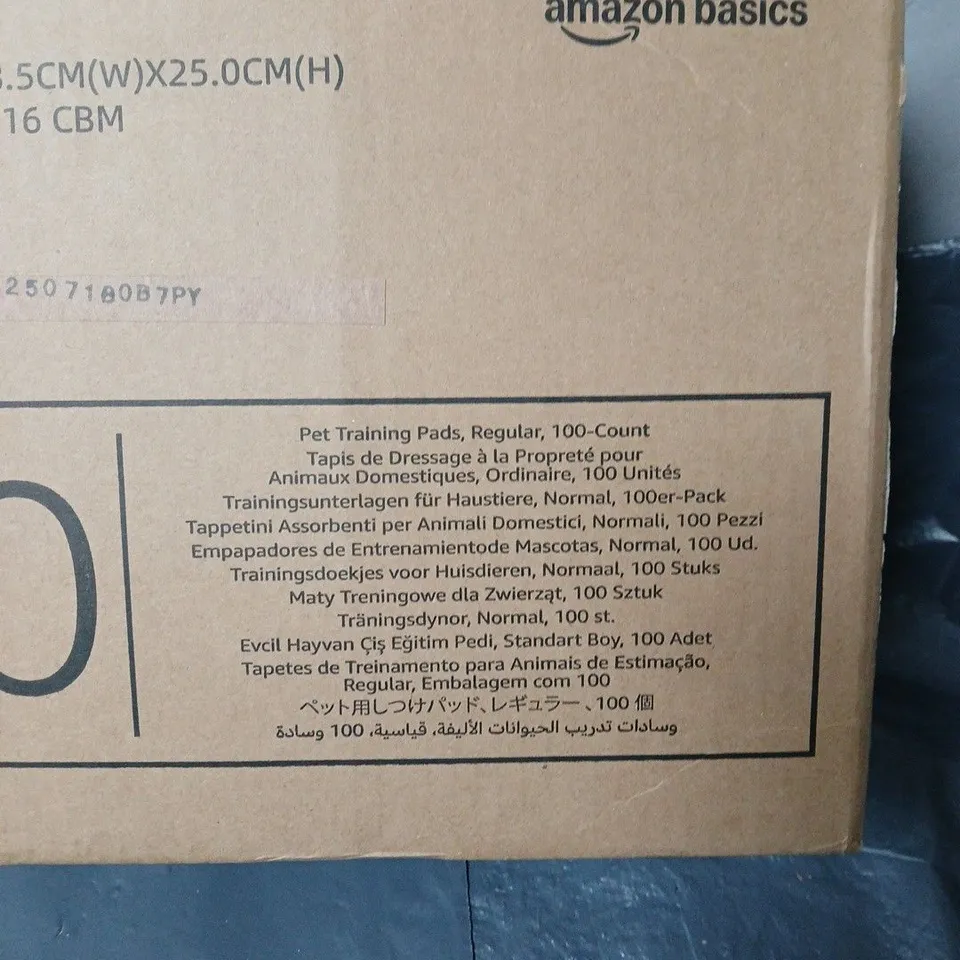 amazon basics
.5CM(W)X25.0CM(H)
16 CBM
2507180B7PY
Pet Training Pads, Regular, 100-Count
Tapis de Dressage à la Propreté pour
Animaux Domestiques, Ordinaire, 100 Unités
Trainingsunterlagen für Haustiere, Normal, 100er-Pack
Tappetini Assorbenti per Animali Domestici, Normali, 100 Pezzi
Empapadores de Entrenamientode Mascotas, Normal, 100 Ud.
Trainingsdoekjes voor Huisdieren, Normaal, 100 Stuks
Maty Treningowe dla Zwierząt, 100 Sztuk
Träningsdynor, Normal, 100 st.
Evcil Hayvan Çiş Eğitim Pedi, Standart Boy, 100 Adet
Tapetes de Treinamento para Animais de Estimação,
Regular, Embalagem com 100
ペット用しつけパッド、レギュラー、100 個
وسادات تدريب الحيوانات الأليفة، قياسية، 100 وسادة
0